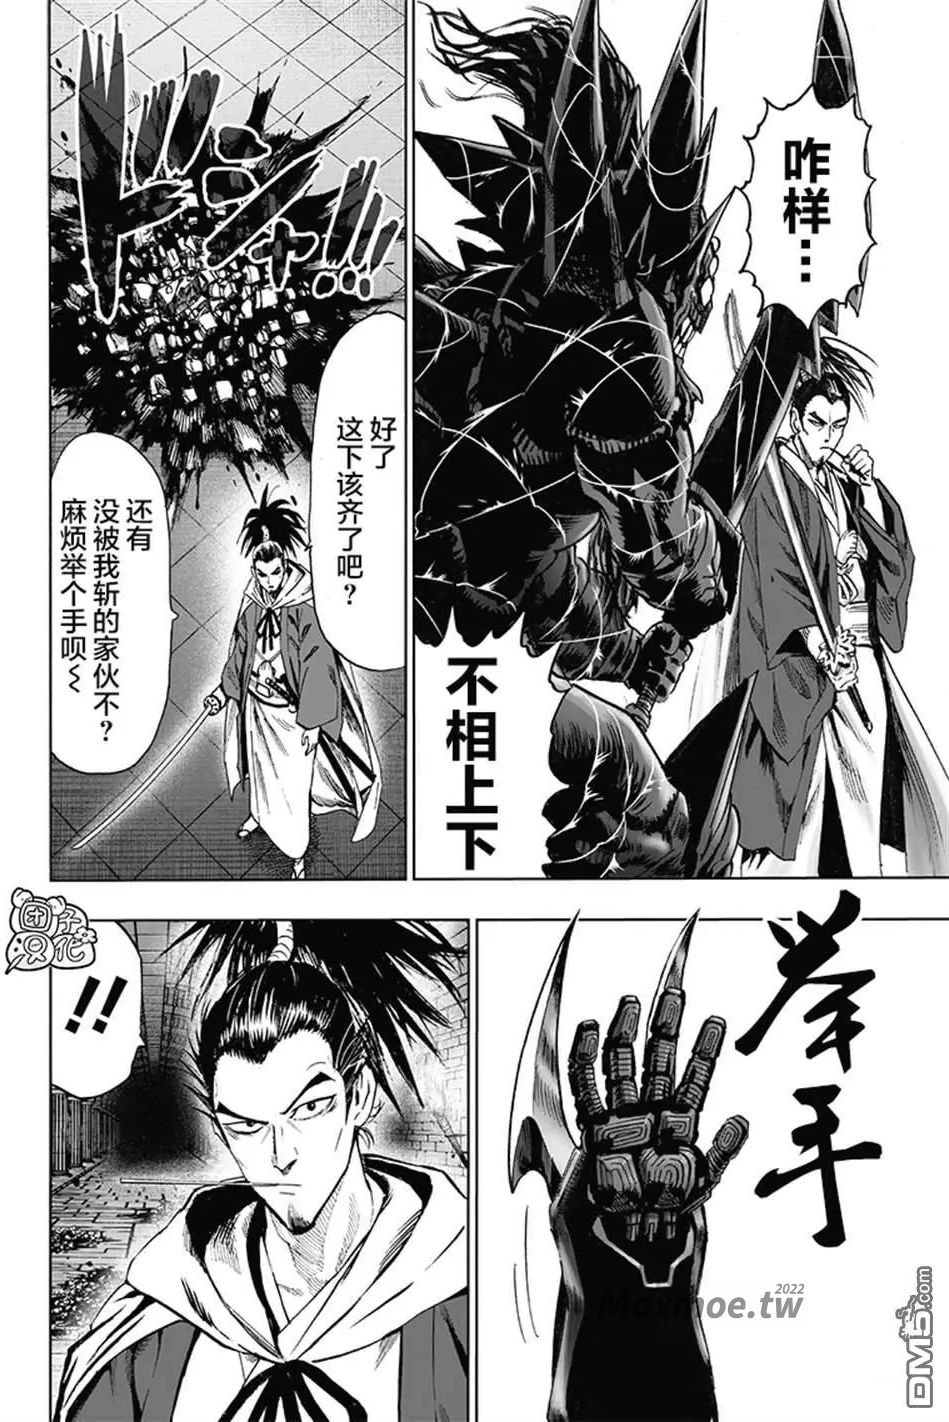 咋样…
不相上下
ドシャ!!!
好了
这下该齐了吧？
还有
没被我斩的家伙不？
麻烦举个手呗～
举手
!!
团子汉化
2022
Moxmoe.tw
DM5.com